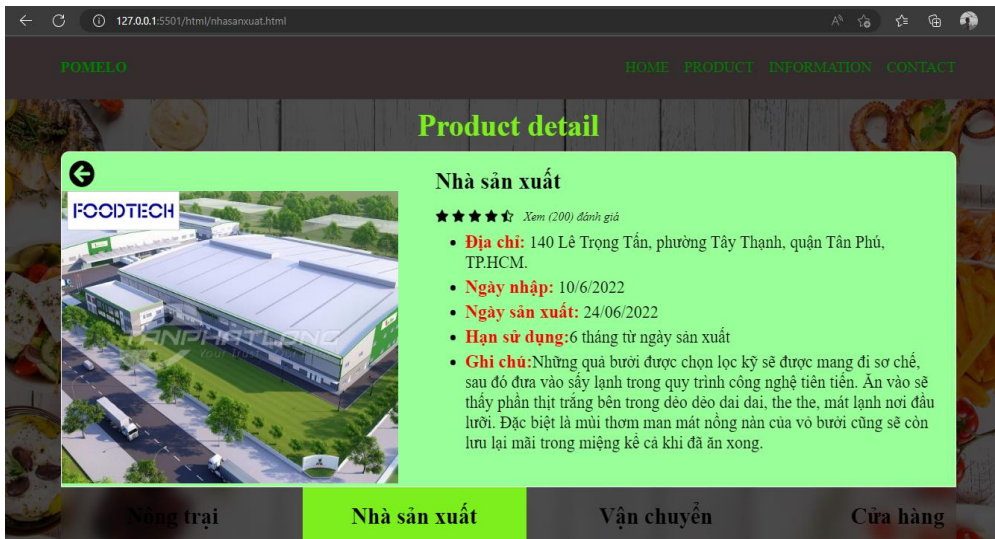 127.0.0.1:5501/html/nhasanxuat.html
POMELO
HOME PRODUCT INFORMATION CONTACT
Product detail
FOODTECH
TANPHATLONG
Your Trust
Nhà sản xuất
Xem (200) đánh giá
Địa chỉ: 140 Lê Trọng Tấn, phường Tây Thạnh, quận Tân Phú,
TP.HCM.
Ngày nhập: 10/6/2022
Ngày sản xuất: 24/06/2022
Hạn sử dụng:6 tháng từ ngày sản xuất
Ghi chú:Những quả bưởi được chọn lọc kỹ sẽ được mang đi sơ chế,
sau đó đưa vào sấy lạnh trong quy trình công nghệ tiên tiến. Ăn vào sẽ
thấy phần thịt trắng bên trong dẻo dẻo dai dai, the the, mát lạnh nơi đầu
lưỡi. Đặc biệt là mùi thơm man mát nồng nàn của vỏ bưởi cũng sẽ còn
lưu lại mãi trong miệng kể cả khi đã ăn xong.
Nông trại Nhà sản xuất Vận chuyển Cửa hàng